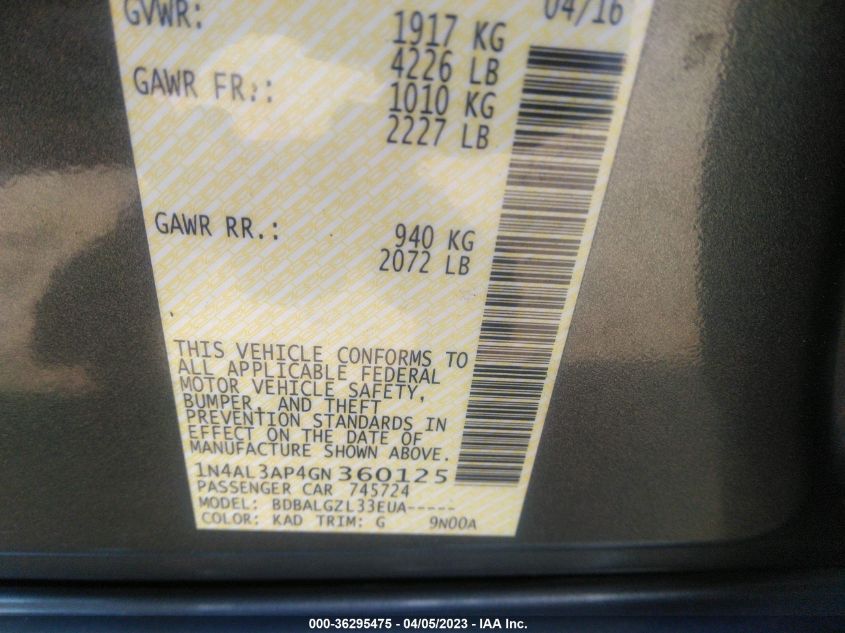 GVWR: 04/16
1917 KG
4226 LB
GAWR FR.: 1010 KG
2227 LB
GAWR RR.: 940 KG
2072 LB
THIS VEHICLE CONFORMS TO
ALL APPLICABLE FEDERAL
MOTOR VEHICLE SAFETY,
BUMPER, AND THEFT
PREVENTION STANDARDS IN
EFFECT ON THE DATE OF
MANUFACTURE SHOWN ABOVE.
1N4AL3AP4GN360125
PASSENGER CAR 745724
MODEL: BDBALGZL33EUA-----
COLOR: KAD TRIM: G 9N00A
000-36295475 - 04/05/2023 - IAA Inc.